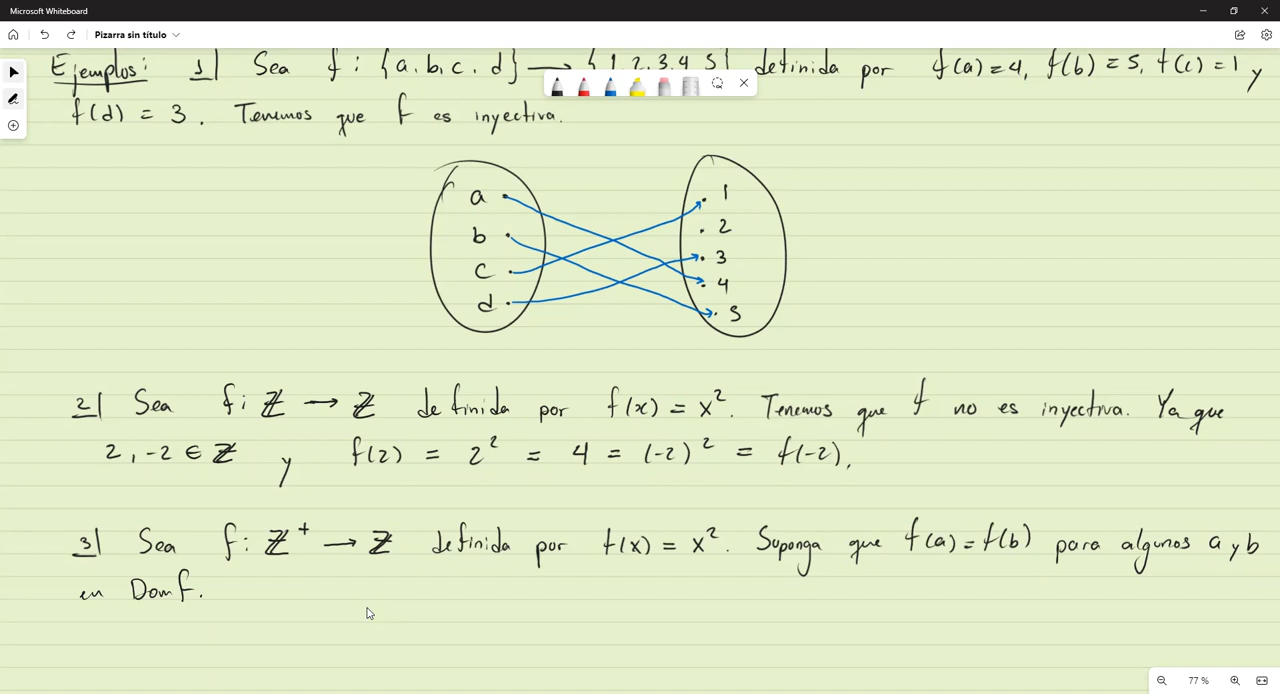 Microsoft Whiteboard
Pizarra sin título
Ejemplos: 1| Sea f: {a, b, c, d} → {1, 2, 3, 4, 5} definida por f(a) = 4, f(b) = 5, f(c) = 1 y
f(d) = 3. Tenemos que f es inyectiva.
a
b
c
d
1
2
3
4
5
2| Sea f: ℤ → ℤ definida por f(x) = x². Tenemos que f no es inyectiva. Ya que
2, -2 ∈ ℤ y f(2) = 2² = 4 = (-2)² = f(-2).
3| Sea f: ℤ⁺ → ℤ definida por f(x) = x². Suponga que f(a) = f(b) para algunos a y b
en Dom f.
77 %